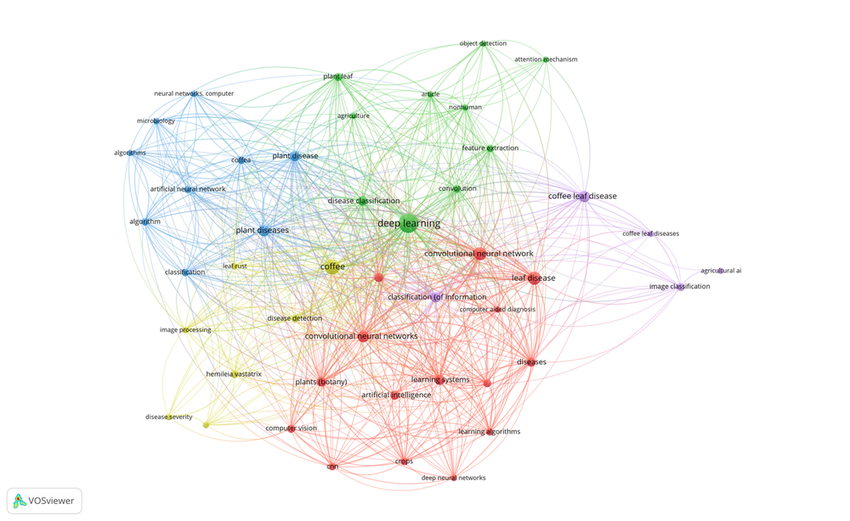 object detection
attention mechanism
plant leaf
neural networks, computer
article
nonhuman
agriculture
microbiology
feature extraction
algorithms
plant disease
coffea
artificial neural network
convolution
coffee leaf disease
disease classification
algorithm
deep learning
plant diseases
coffee leaf diseases
convolutional neural network
leaf rust
coffee
classification
agricultural ai
leaf disease
image classification
classification (of information
computer aided diagnosis
disease detection
image processing
convolutional neural networks
diseases
hemileia vastatrix
plants (botany)
learning systems
artificial intelligence
disease severity
computer vision
learning algorithms
cnn
crops
deep neural networks
VOSviewer